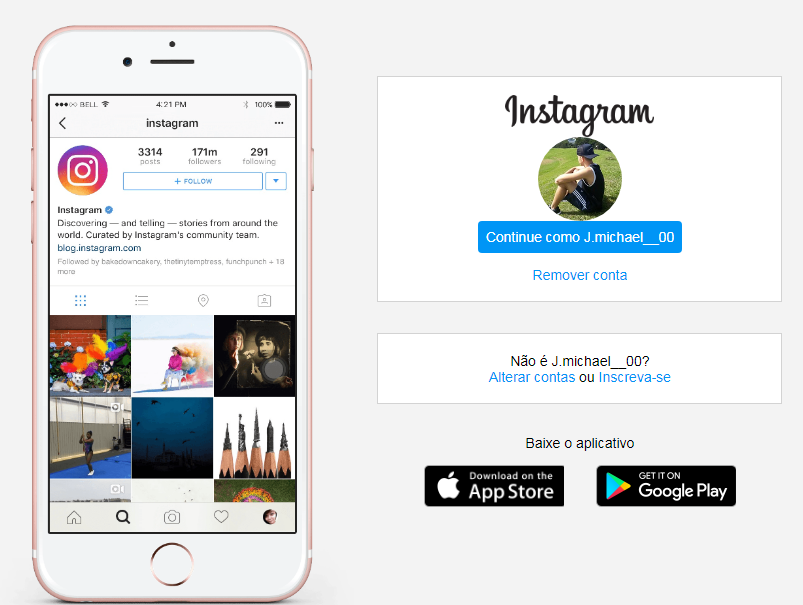 BELL 4:21 PM 100%
instagram
3314 171m 291
posts followers following
+ FOLLOW
Instagram
Discovering — and telling — stories from around the
world. Curated by Instagram's community team.
blog.instagram.com
Followed by bakedowncakery, thetinytemptress, funchpunch + 18
more
Instagram
Continue como J.michael__00
Remover conta
Não é J.michael__00?
Alterar contas ou Inscreva-se
Baixe o aplicativo
Download on the
App Store
GET IT ON
Google Play